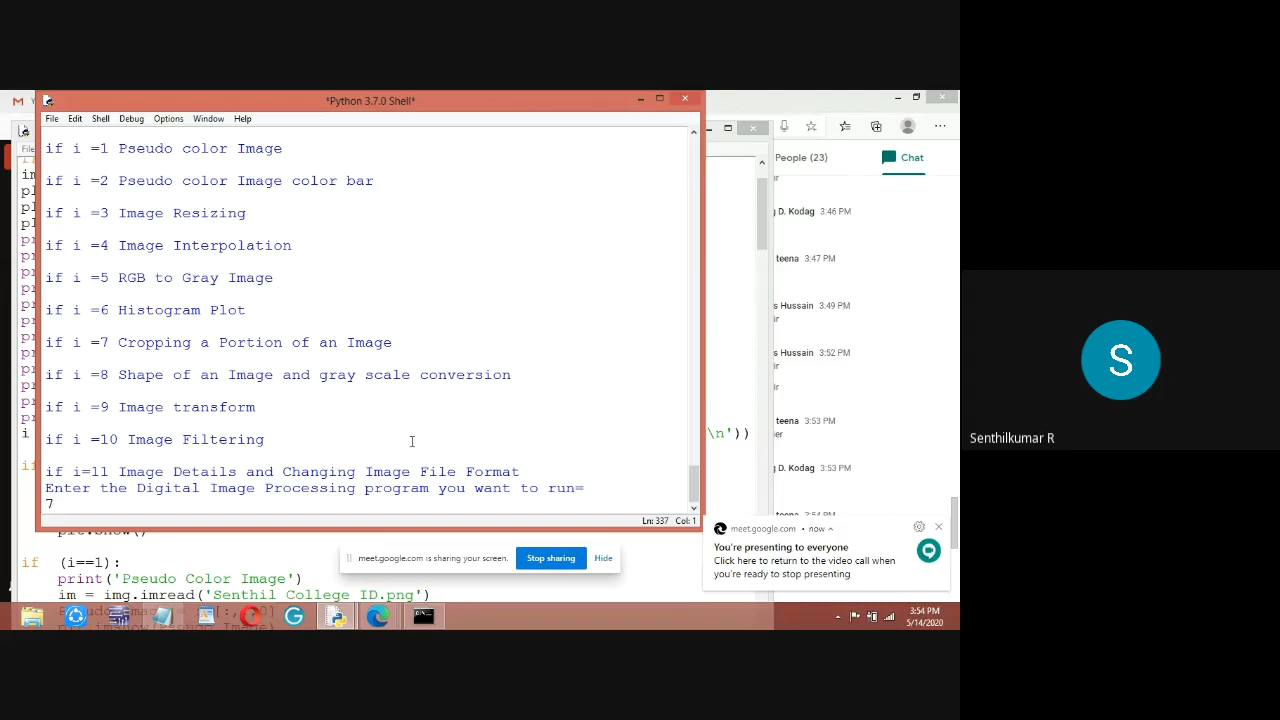 *Python 3.7.0 Shell*
File Edit Shell Debug Options Window Help
if i =1 Pseudo color Image
if i =2 Pseudo color Image color bar
if i =3 Image Resizing
if i =4 Image Interpolation
if i =5 RGB to Gray Image
if i =6 Histogram Plot
if i =7 Cropping a Portion of an Image
if i =8 Shape of an Image and gray scale conversion
if i =9 Image transform
if i =10 Image Filtering
if i=11 Image Details and Changing Image File Format
Enter the Digital Image Processing program you want to run=
7
Ln: 337 Col: 1
\n'))
People (23) Chat
D. Kodag 3:46 PM
teena 3:47 PM
s Hussain 3:49 PM
s Hussain 3:52 PM
teena 3:53 PM
D. Kodag 3:53 PM
meet.google.com • now
You're presenting to everyone
Click here to return to the video call when
you're ready to stop presenting
meet.google.com is sharing your screen. Stop sharing Hide
if (i==1):
print('Pseudo Color Image')
im = img.imread('Senthil College ID.png')
3:54 PM
5/14/2020
S
Senthilkumar R